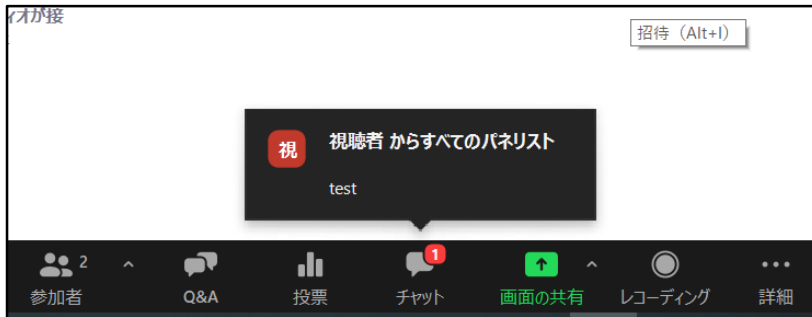 ィオが接
招待（Alt+I）
視
視聴者 からすべてのパネリスト
test
2
1
参加者
Q&A
投票
チャット
画面の共有
レコーディング
詳細